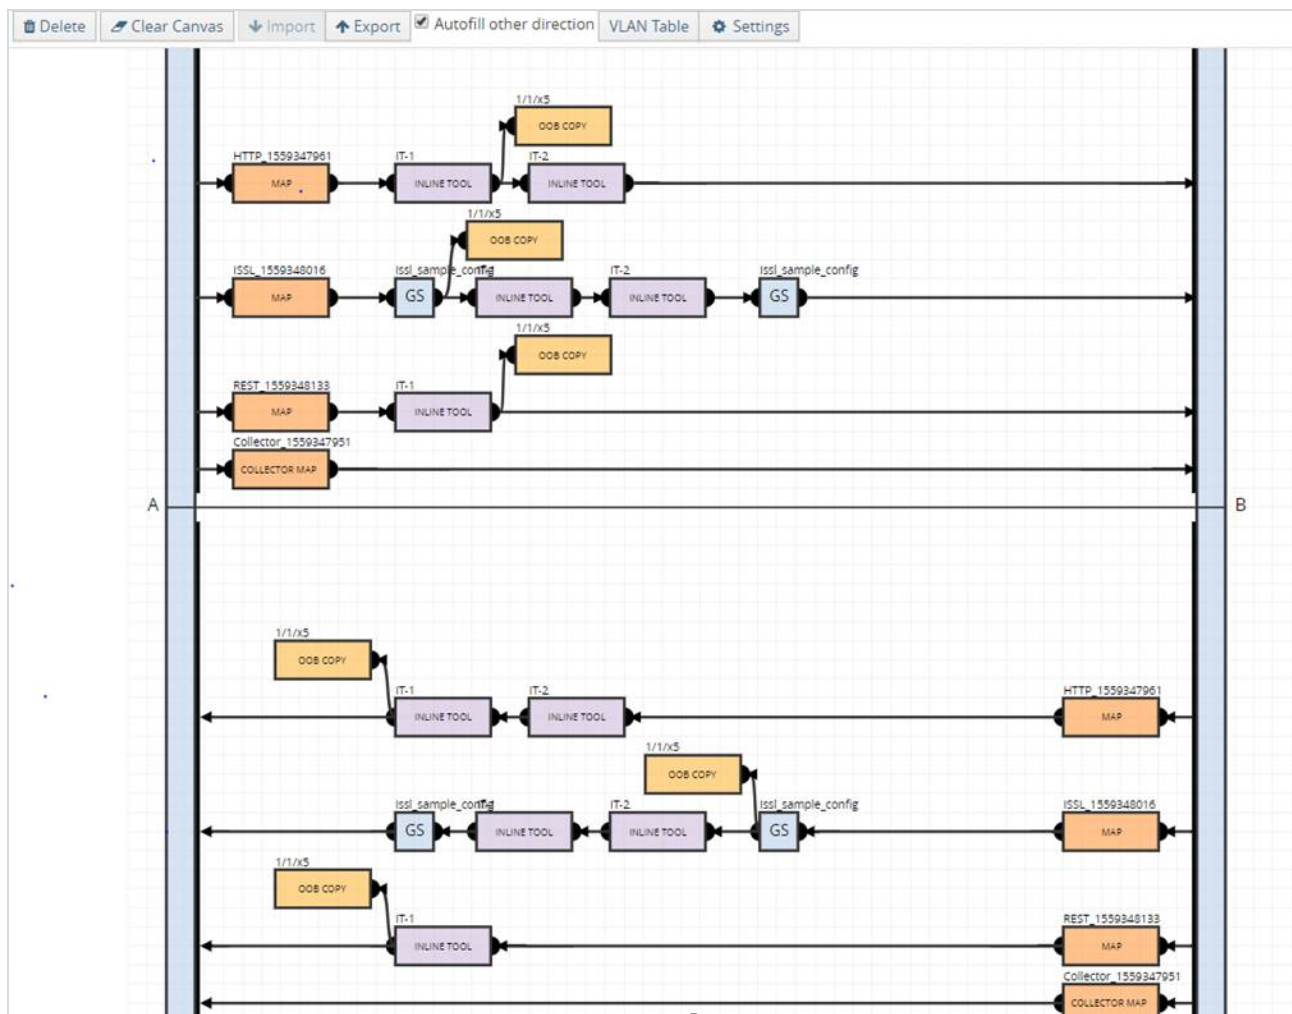 Delete Clear Canvas Import Export Autofill other direction VLAN Table Settings
1/1/x5
OOB COPY
HTTP_1559347961 IT-1 IT-2
MAP INLINE TOOL INLINE TOOL
1/1/x5
OOB COPY
ISSL_1559348016 Issl_sample_config IT-2 Issl_sample_config
MAP GS INLINE TOOL INLINE TOOL GS
1/1/x5
OOB COPY
REST_1559348133 IT-1
MAP INLINE TOOL
Collector_1559347951
COLLECTOR MAP
A B
1/1/x5
OOB COPY
IT-1 IT-2 HTTP_1559347961
INLINE TOOL INLINE TOOL MAP
1/1/x5
OOB COPY
Issl_sample_config IT-2 Issl_sample_config ISSL_1559348016
GS INLINE TOOL INLINE TOOL GS MAP
1/1/x5
OOB COPY
IT-1 REST_1559348133
INLINE TOOL MAP
Collector_1559347951
COLLECTOR MAP